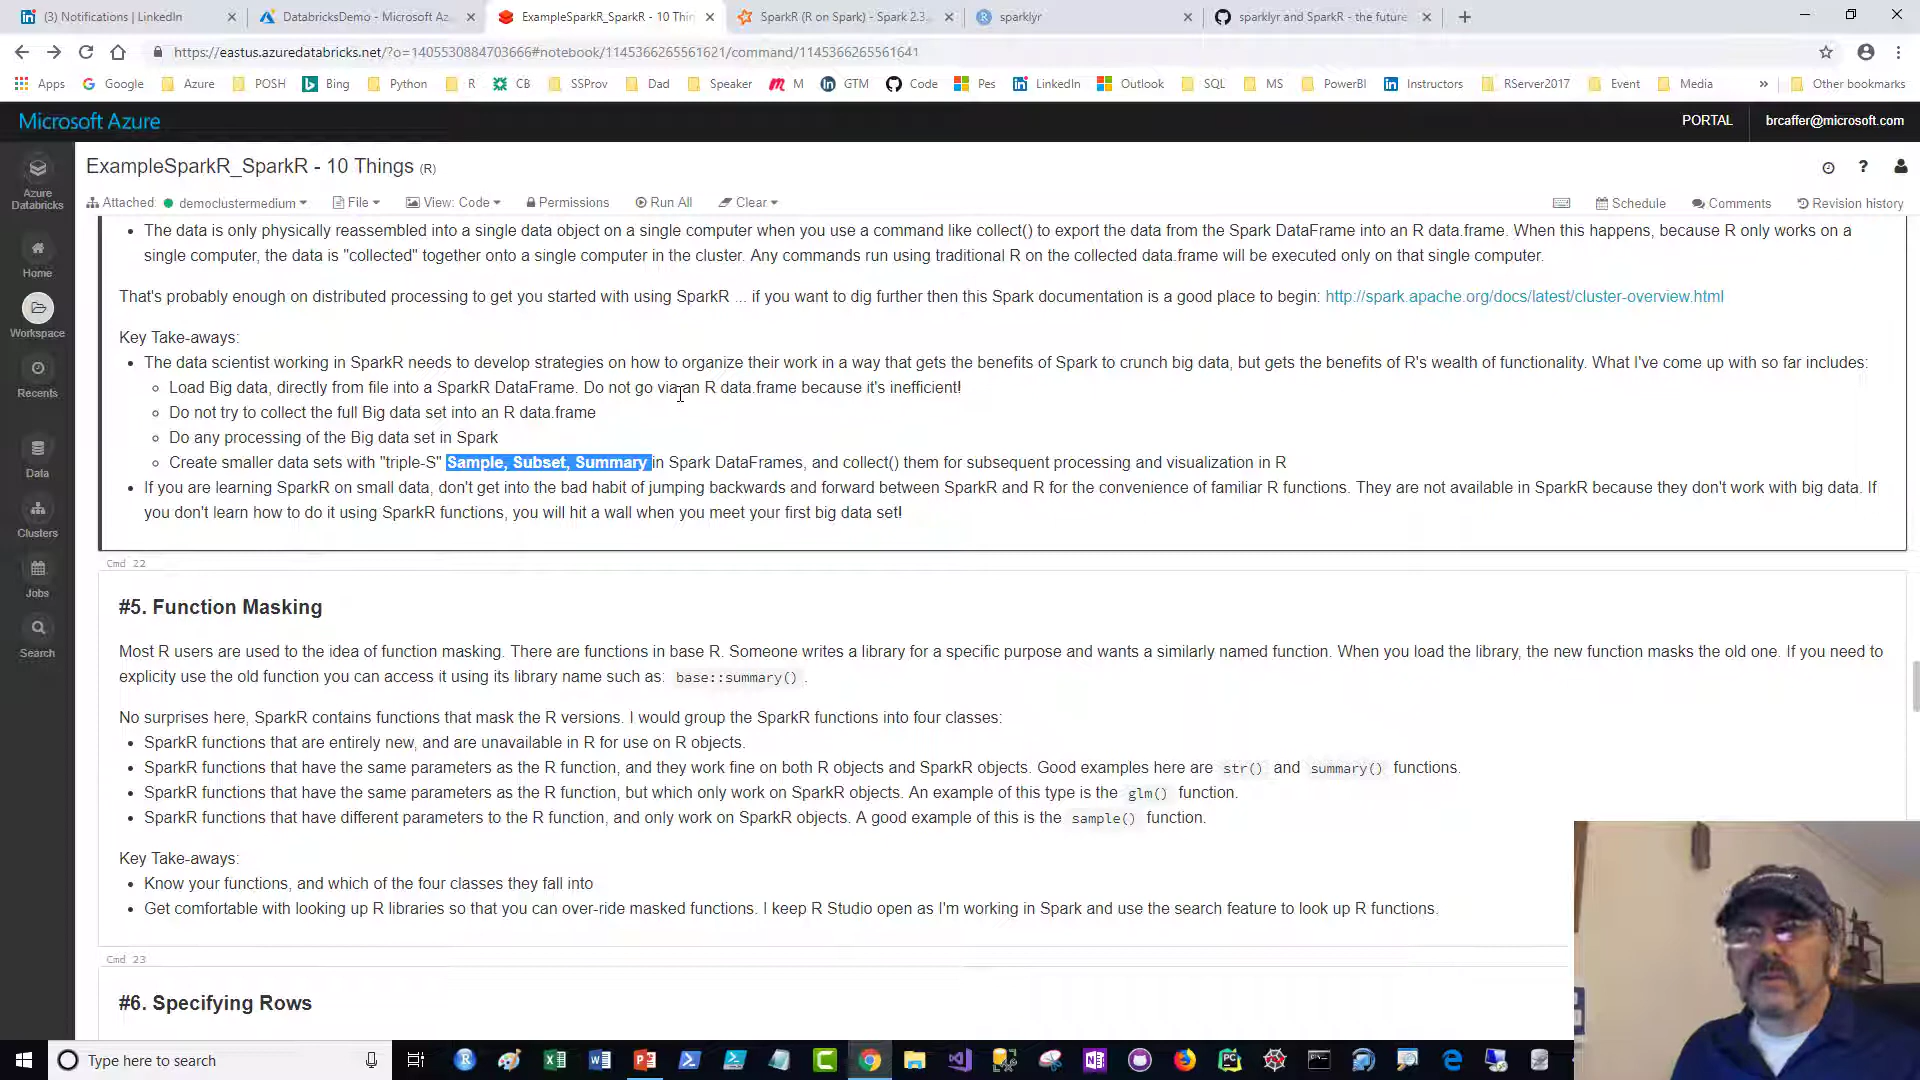 (3) Notifications | LinkedIn
DatabricksDemo - Microsoft Az
ExampleSparkR_SparkR - 10 Thin
SparkR (R on Spark) - Spark 2.3.
sparklyr
sparklyr and SparkR - the future
https://eastus.azuredatabricks.net/?o=1405530884703666#notebook/1145366265561621/command/1145366265561641
Apps Google Azure POSH Bing Python R CB SSProv Dad Speaker M GTM Code Pes LinkedIn Outlook SQL MS PowerBI Instructors RServer2017 Event Media » Other bookmarks
Microsoft Azure PORTAL brcaffer@microsoft.com
ExampleSparkR_SparkR - 10 Things (R)
Attached democlustermedium File View: Code Permissions Run All Clear Schedule Comments Revision history
Azure Databricks
Home
Workspace
Recents
Data
Clusters
Jobs
Search
• The data is only physically reassembled into a single data object on a single computer when you use a command like collect() to export the data from the Spark DataFrame into an R data.frame. When this happens, because R only works on a
single computer, the data is "collected" together onto a single computer in the cluster. Any commands run using traditional R on the collected data.frame will be executed only on that single computer.
That's probably enough on distributed processing to get you started with using SparkR ... if you want to dig further then this Spark documentation is a good place to begin: http://spark.apache.org/docs/latest/cluster-overview.html
Key Take-aways:
• The data scientist working in SparkR needs to develop strategies on how to organize their work in a way that gets the benefits of Spark to crunch big data, but gets the benefits of R's wealth of functionality. What I've come up with so far includes:
Load Big data, directly from file into a SparkR DataFrame. Do not go via an R data.frame because it's inefficient!
Do not try to collect the full Big data set into an R data.frame
Do any processing of the Big data set in Spark
Create smaller data sets with "triple-S" Sample, Subset, Summary in Spark DataFrames, and collect() them for subsequent processing and visualization in R
• If you are learning SparkR on small data, don't get into the bad habit of jumping backwards and forward between SparkR and R for the convenience of familiar R functions. They are not available in SparkR because they don't work with big data. If
you don't learn how to do it using SparkR functions, you will hit a wall when you meet your first big data set!
Cmd 22
#5. Function Masking
Most R users are used to the idea of function masking. There are functions in base R. Someone writes a library for a specific purpose and wants a similarly named function. When you load the library, the new function masks the old one. If you need to
explicity use the old function you can access it using its library name such as: base::summary() .
No surprises here, SparkR contains functions that mask the R versions. I would group the SparkR functions into four classes:
• SparkR functions that are entirely new, and are unavailable in R for use on R objects.
• SparkR functions that have the same parameters as the R function, and they work fine on both R objects and SparkR objects. Good examples here are str() and summary() functions.
• SparkR functions that have the same parameters as the R function, but which only work on SparkR objects. An example of this type is the glm() function.
• SparkR functions that have different parameters to the R function, and only work on SparkR objects. A good example of this is the sample() function.
Key Take-aways:
• Know your functions, and which of the four classes they fall into
• Get comfortable with looking up R libraries so that you can over-ride masked functions. I keep R Studio open as I'm working in Spark and use the search feature to look up R functions.
Cmd 23
#6. Specifying Rows
Type here to search